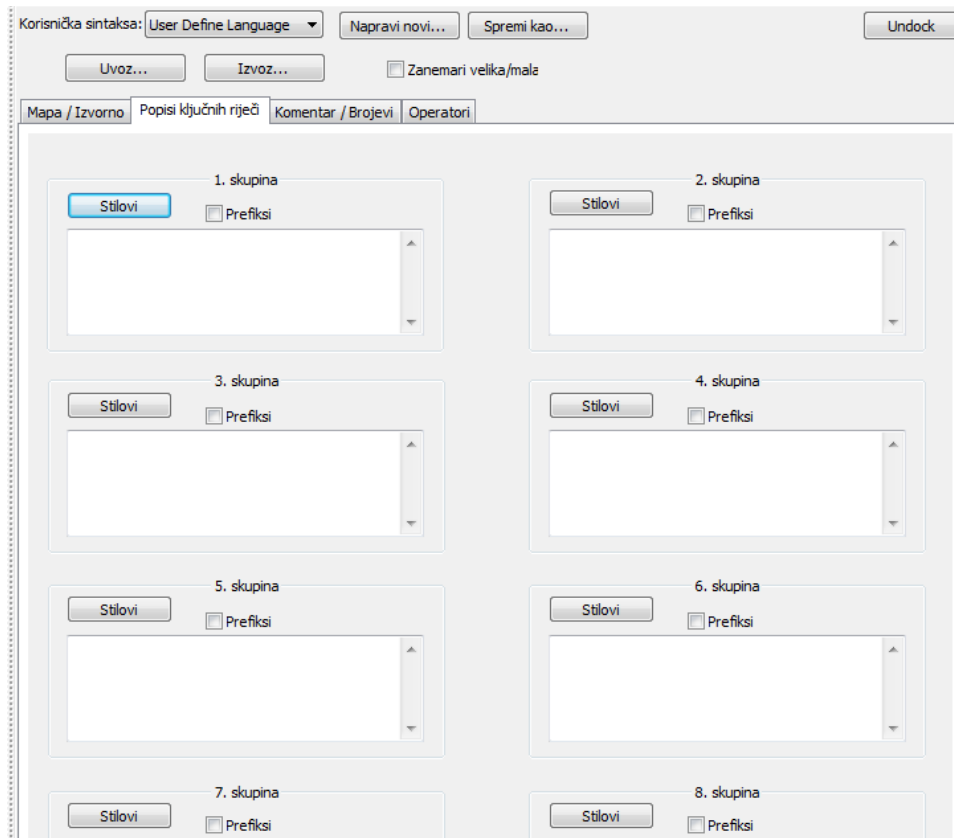 Korisnička sintaksa: User Define Language Napravi novi... Spremi kao... Undock
Uvoz... Izvoz... Zanemari velika/mala
Mapa / Izvorno Popisi ključnih riječi Komentar / Brojevi Operatori
1. skupina 2. skupina
Stilovi Prefiksi Stilovi Prefiksi
3. skupina 4. skupina
Stilovi Prefiksi Stilovi Prefiksi
5. skupina 6. skupina
Stilovi Prefiksi Stilovi Prefiksi
7. skupina 8. skupina
Stilovi Prefiksi Stilovi Prefiksi